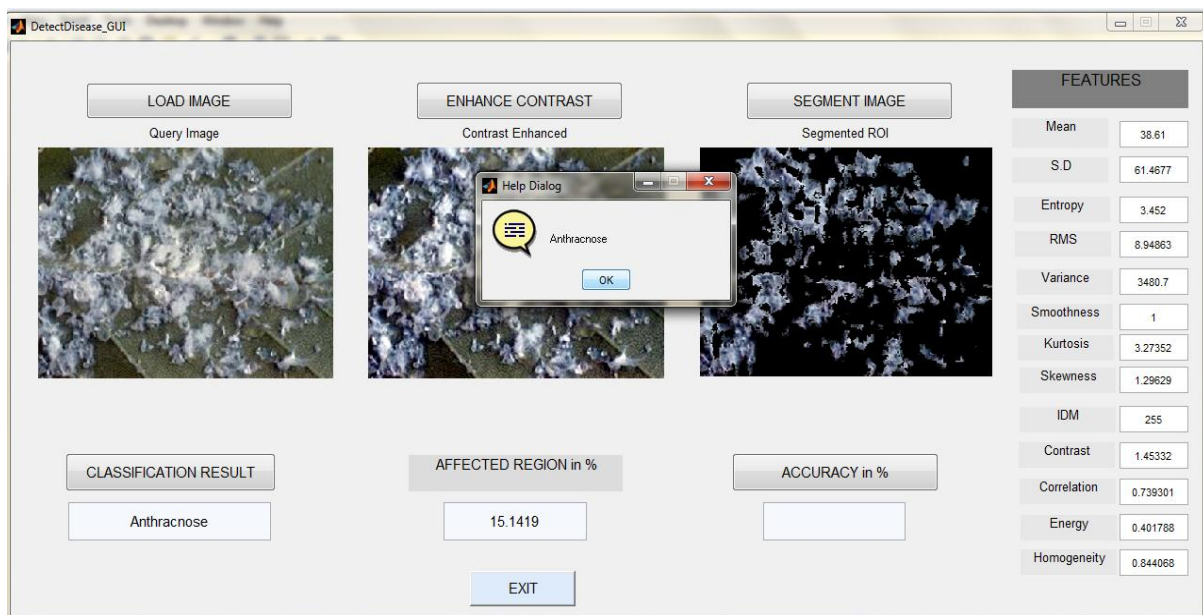 DetectDisease_GUI
Desktop Window Help
LOAD IMAGE
ENHANCE CONTRAST
SEGMENT IMAGE
Query Image
Contrast Enhanced
Segmented ROI
Help Dialog
Anthracnose
OK
CLASSIFICATION RESULT
AFFECTED REGION in %
ACCURACY in %
Anthracnose
15.1419
EXIT
FEATURES
Mean 38.61
S.D 61.4677
Entropy 3.452
RMS 8.94863
Variance 3480.7
Smoothness 1
Kurtosis 3.27352
Skewness 1.29629
IDM 255
Contrast 1.45332
Correlation 0.739301
Energy 0.401788
Homogeneity 0.844068